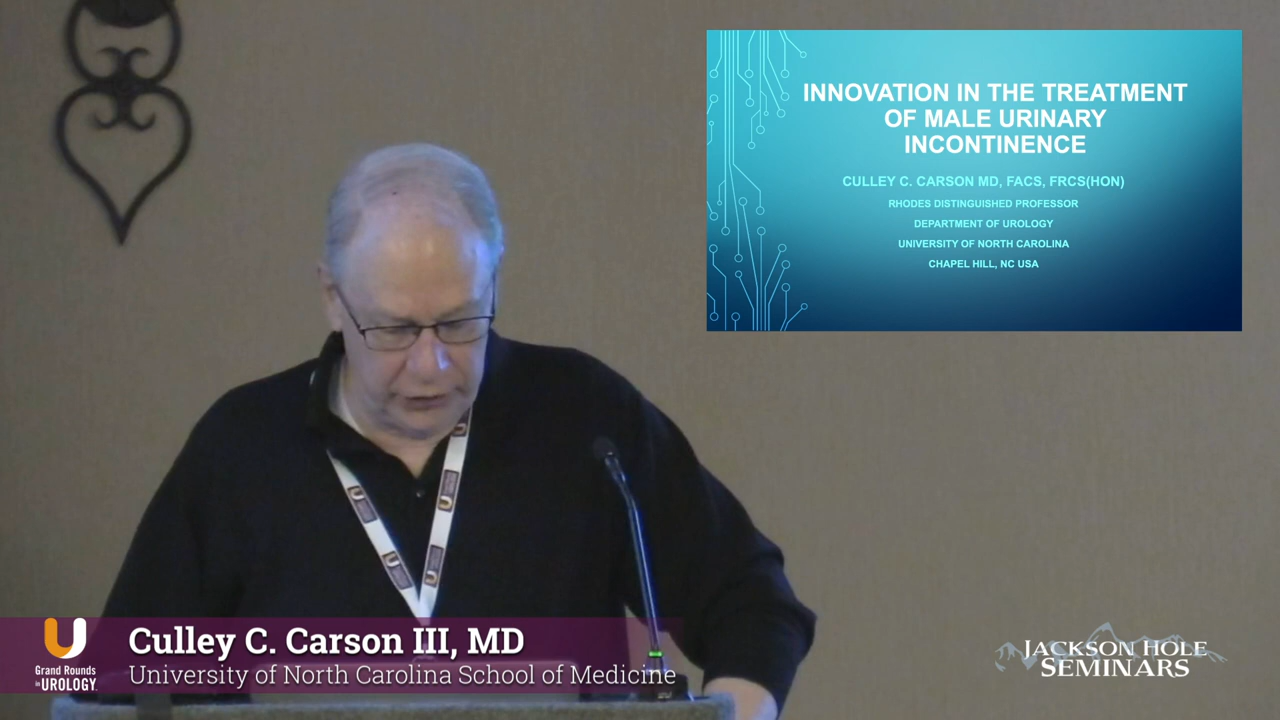 INNOVATION IN THE TREATMENT
OF MALE URINARY
INCONTINENCE
CULLEY C. CARSON MD, FACS, FRCS(HON)
RHODES DISTINGUISHED PROFESSOR
DEPARTMENT OF UROLOGY
UNIVERSITY OF NORTH CAROLINA
CHAPEL HILL, NC USA
Culley C. Carson III, MD
University of North Carolina School of Medicine
Grand Rounds
in UROLOGY
JACKSON HOLE
SEMINARS